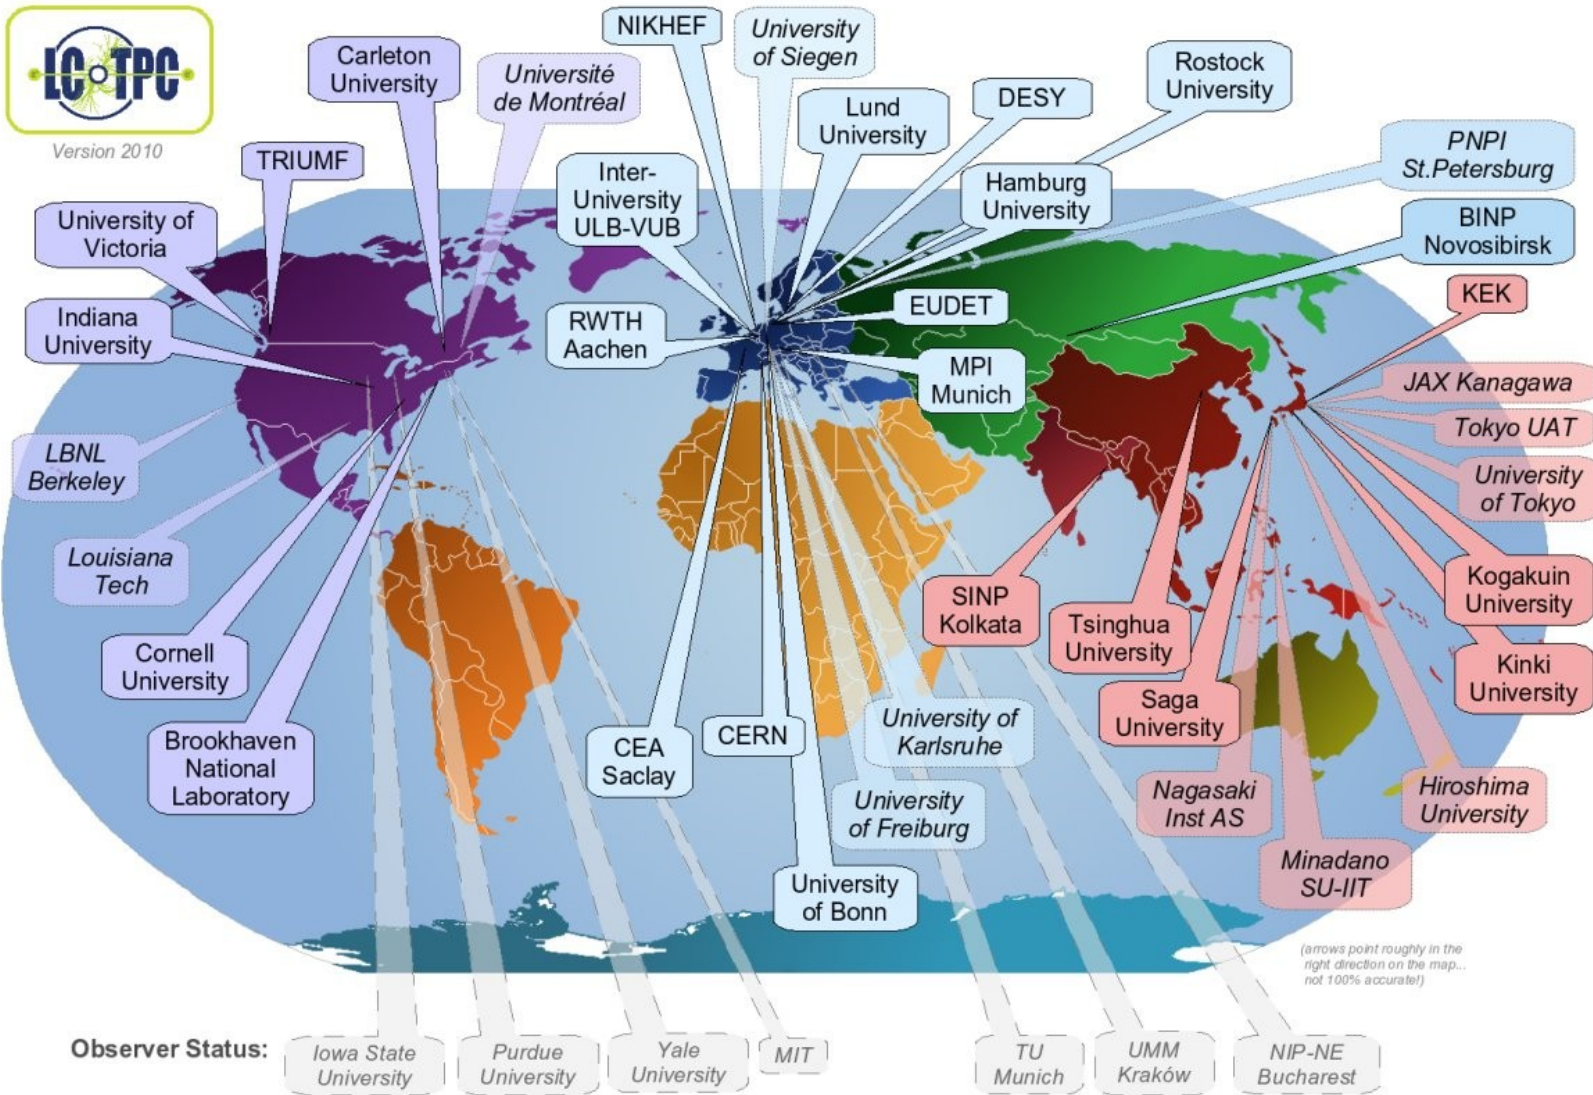 LC TPC
Version 2010
Carleton
University
Université
de Montréal
NIKHEF
University
of Siegen
Lund
University
DESY
Rostock
University
PNPI
St.Petersburg
TRIUMF
Inter-
University
ULB-VUB
Hamburg
University
University of
Victoria
BINP
Novosibirsk
Indiana
University
RWTH
Aachen
EUDET
KEK
MPI
Munich
JAX Kanagawa
Tokyo UAT
LBNL
Berkeley
University
of Tokyo
Louisiana
Tech
SINP
Kolkata
Tsinghua
University
Kogakuin
University
Cornell
University
Kinki
University
Saga
University
Brookhaven
National
Laboratory
CEA
Saclay
CERN
University of
Karlsruhe
University
of Freiburg
Nagasaki
Inst AS
Hiroshima
University
Minadano
SU-IIT
University
of Bonn
(arrows point roughly in the
right direction on the map...
not 100% accurate!)
Observer Status:
Iowa State
University
Purdue
University
Yale
University
MIT
TU
Munich
UMM
Kraków
NIP-NE
Bucharest